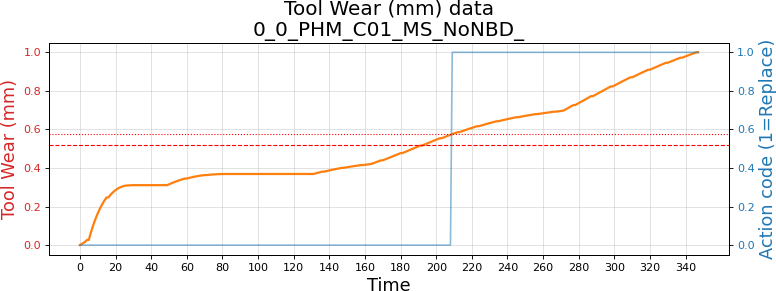 Tool Wear (mm) data
0_0_PHM_C01_MS_NoNBD_
Tool Wear (mm)
1.0
0.8
0.6
0.4
0.2
0.0
1.0
0.8
0.6
0.4
0.2
0.0
Action code (1=Replace)
0 20 40 60 80 100 120 140 160 180 200 220 240 260 280 300 320 340
Time